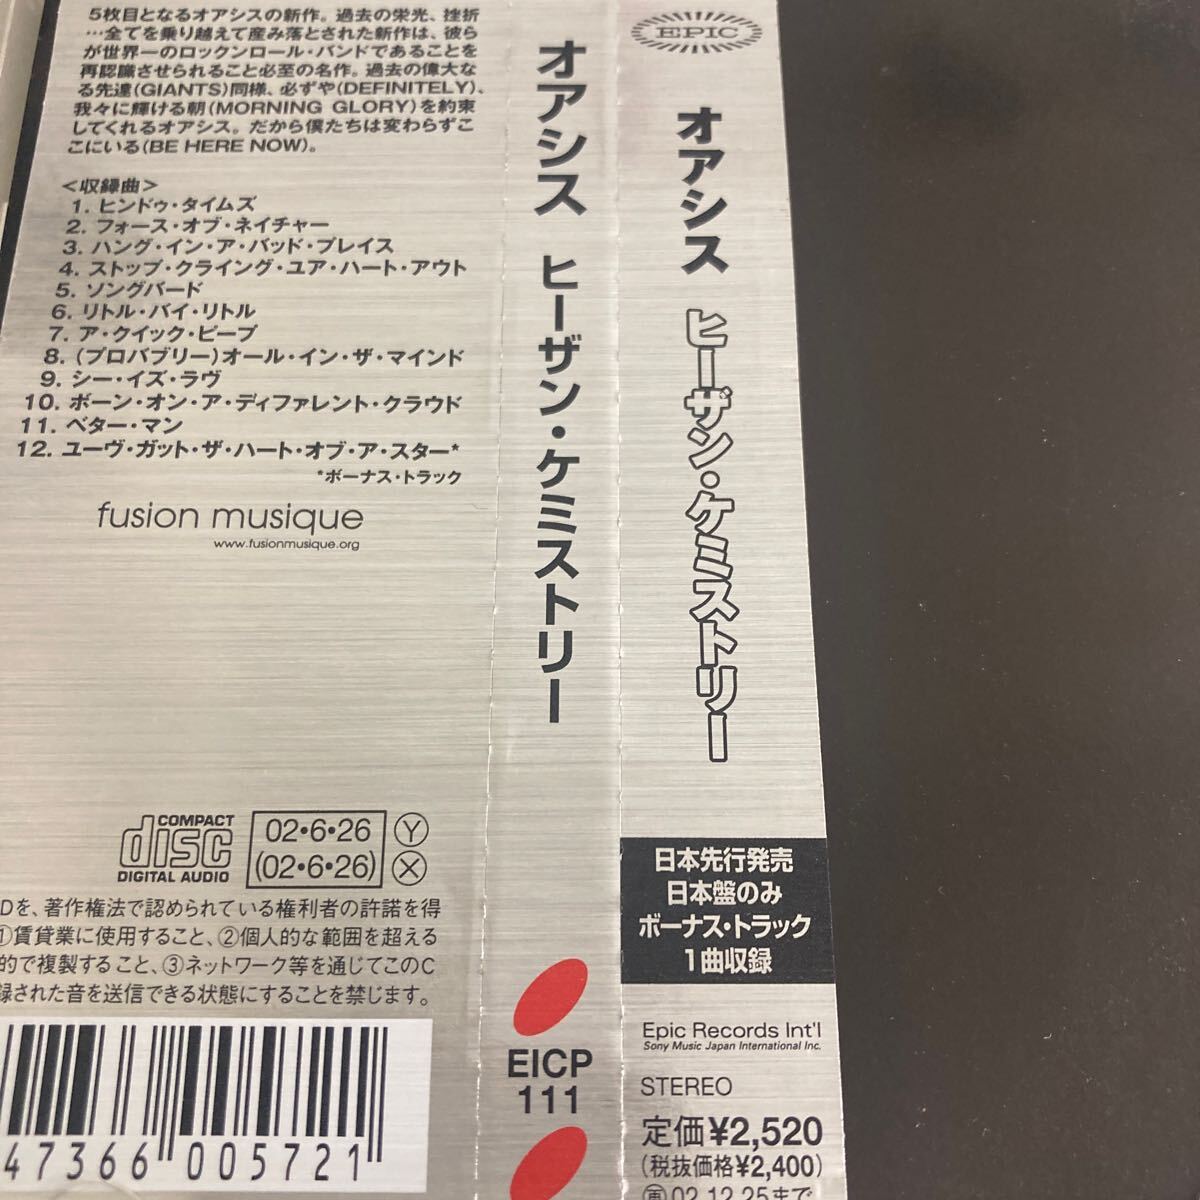 5枚目となるオアシスの新作。過去の栄光、挫折
…全てを乗り越えて産み落とされた新作は、彼ら
が世界一のロックンロール・バンドであることを
再認識させられること必至の名作。過去の偉大な
る先達(GIANTS)同様、必ずや(DEFINITELY)、
我々に輝ける朝(MORNING GLORY)を約束
してくれるオアシス。だから僕たちは変わらずこ
こにいる(BE HERE NOW)。
＜収録曲＞
1. ヒンドゥ・タイムズ
2. フォース・オブ・ネイチャー
3. ハング・イン・ア・バッド・プレイス
4. ストップ・クライング・ユア・ハート・アウト
5. ソングバード
6. リトル・バイ・リトル
7. ア・クイック・ピープ
8. (プロバブリー)オール・イン・ザ・マインド
9. シー・イズ・ラヴ
10. ボーン・オン・ア・ディファレント・クラウド
11. ベター・マン
12. ユーヴ・ガット・ザ・ハート・オブ・ア・スター*
*ボーナス・トラック
fusion musique
www.fusionmusique.org
COMPACT
disc
DIGITAL AUDIO
02•6•26 Ⓨ
(02•6•26) Ⓧ
Dを、著作権法で認められている権利者の許諾を得
①賃貸業に使用すること、②個人的な範囲を超える
的で複製すること、③ネットワーク等を通じてこのC
録された音を送信できる状態にすることを禁じます。
47366 005721
オアシス ヒーザン・ケミストリー
EICP
111
EPIC
オアシス ヒーザン・ケミストリー
日本先行発売
日本盤のみ
ボーナス・トラック
1曲収録
Epic Records Int'l
Sony Music Japan International Inc.
STEREO
定価¥2,520
(税抜価格¥2,400)
02.12.25まで